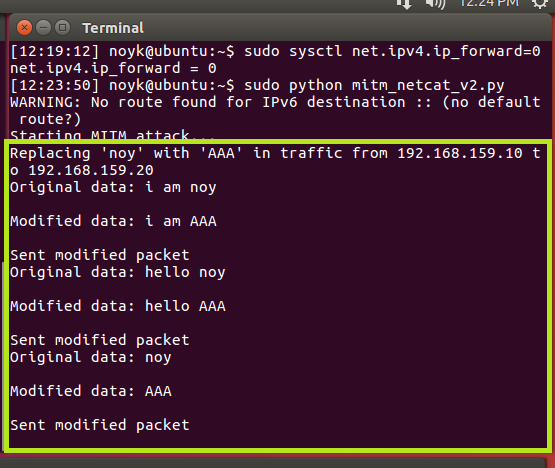 12:24 PM
Terminal
[12:19:12] noyk@ubuntu:~$ sudo sysctl net.ipv4.ip_forward=0
net.ipv4.ip_forward = 0
[12:23:50] noyk@ubuntu:~$ sudo python mitm_netcat_v2.py
WARNING: No route found for IPv6 destination :: (no default
 route?)
Starting MITM attack...
Replacing 'noy' with 'AAA' in traffic from 192.168.159.10 t
o 192.168.159.20
Original data: i am noy
Modified data: i am AAA
Sent modified packet
Original data: hello noy
Modified data: hello AAA
Sent modified packet
Original data: noy
Modified data: AAA
Sent modified packet